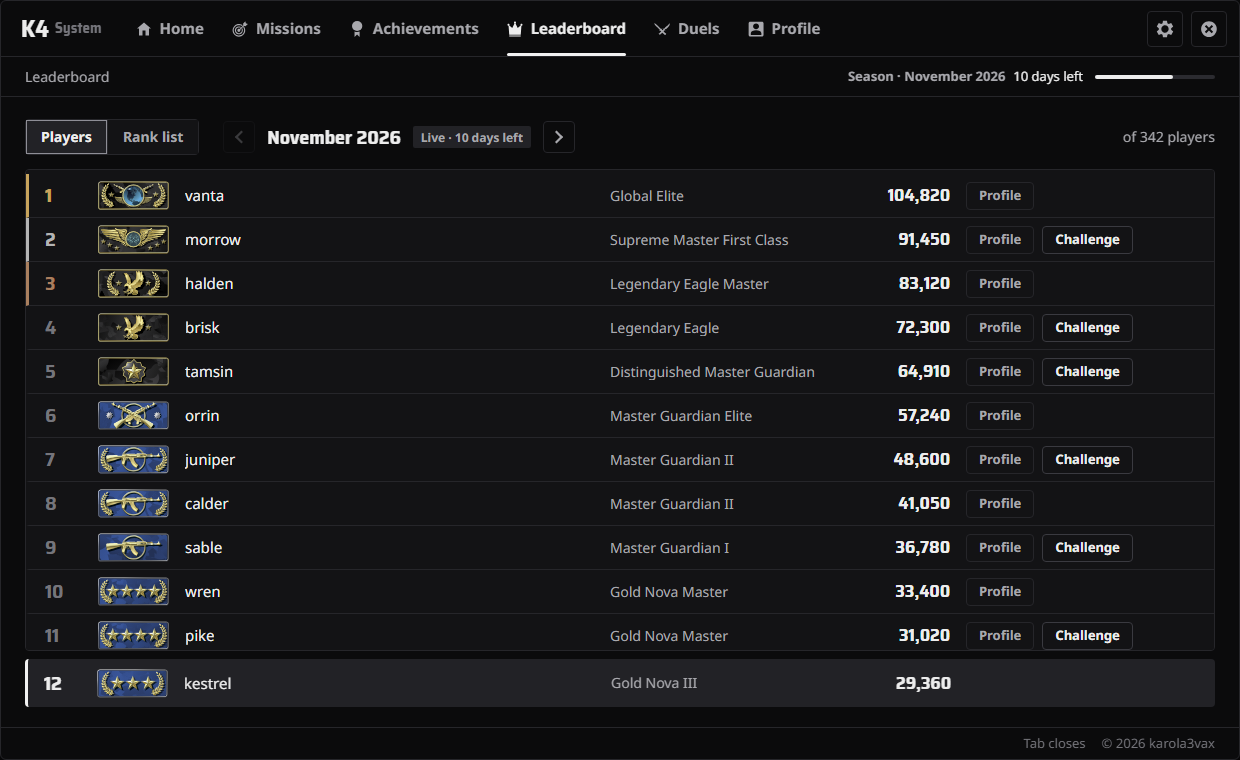 K4 System Home Missions Achievements Leaderboard Duels Profile
Leaderboard Season · November 2026 10 days left
Players Rank list November 2026 Live · 10 days left of 342 players
1 vanta Global Elite 104,820 Profile
2 morrow Supreme Master First Class 91,450 Profile Challenge
3 halden Legendary Eagle Master 83,120 Profile
4 brisk Legendary Eagle 72,300 Profile Challenge
5 tamsin Distinguished Master Guardian 64,910 Profile Challenge
6 orrin Master Guardian Elite 57,240 Profile
7 juniper Master Guardian II 48,600 Profile Challenge
8 calder Master Guardian II 41,050 Profile
9 sable Master Guardian I 36,780 Profile Challenge
10 wren Gold Nova Master 33,400 Profile
11 pike Gold Nova Master 31,020 Profile Challenge
12 kestrel Gold Nova III 29,360
Tab closes © 2026 karola3vax